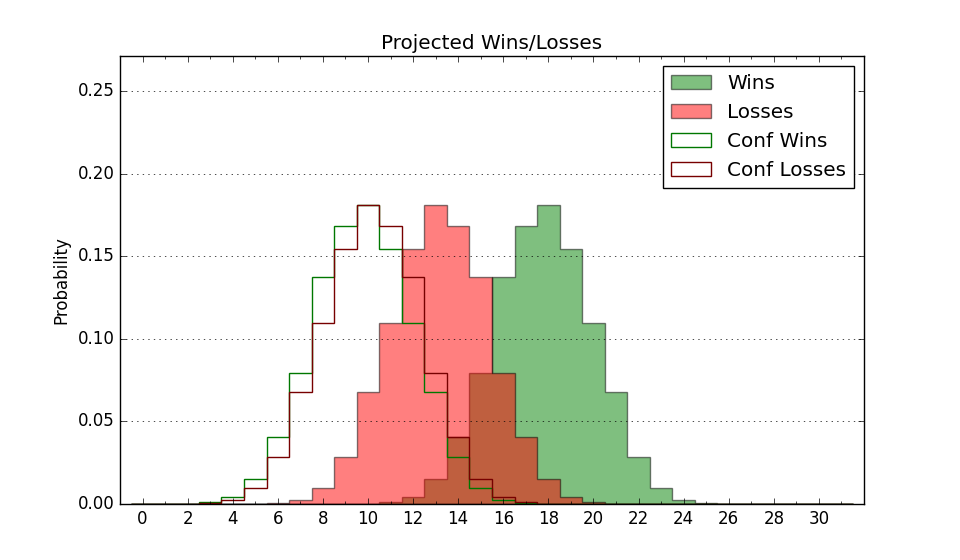 Projected Wins/Losses
Wins
Losses
Conf Wins
Conf Losses
Probability
0.25
0.20
0.15
0.10
0.05
0.00
0 2 4 6 8 10 12 14 16 18 20 22 24 26 28 30